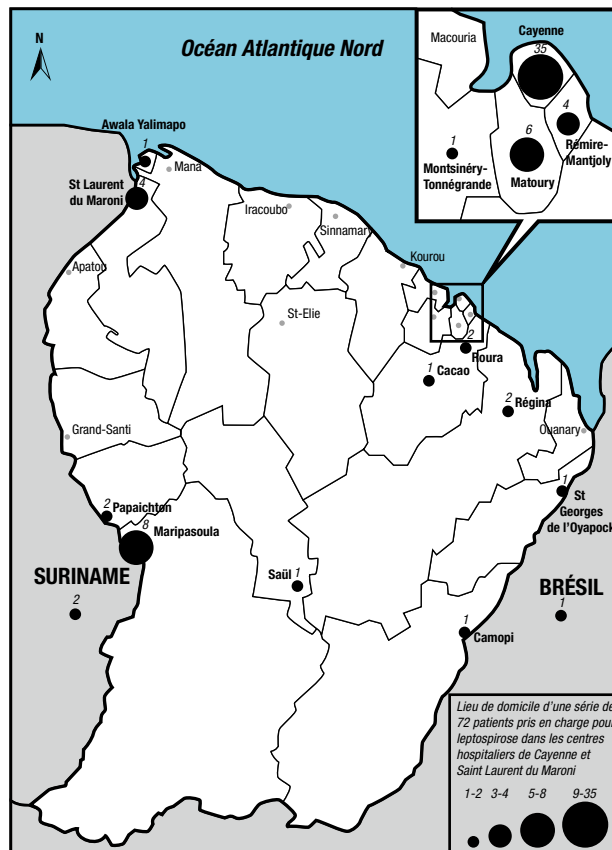 N
Océan Atlantique Nord
Cayenne
Macouria
35
4
6
Rémire-
Mantjoly
1
Montsinéry-
Tonnégrande
Matoury
Awala Yalimapo
1
Mana
St Laurent
du Maroni
4
Iracoubo
Sinnamary
Kourou
Apatou
St-Elie
2
Roura
1
Cacao
2
Régina
Grand-Santi
Ouanary
1
St
Georges
de l'Oyapock
2
Papaichton
8
Maripasoula
SURINAME
2
Saül
1
BRÉSIL
1
1
Camopi
Lieu de domicile d'une série de
72 patients pris en charge pour
leptospirose dans les centres
hospitaliers de Cayenne et
Saint Laurent du Maroni
1-2 3-4 5-8 9-35